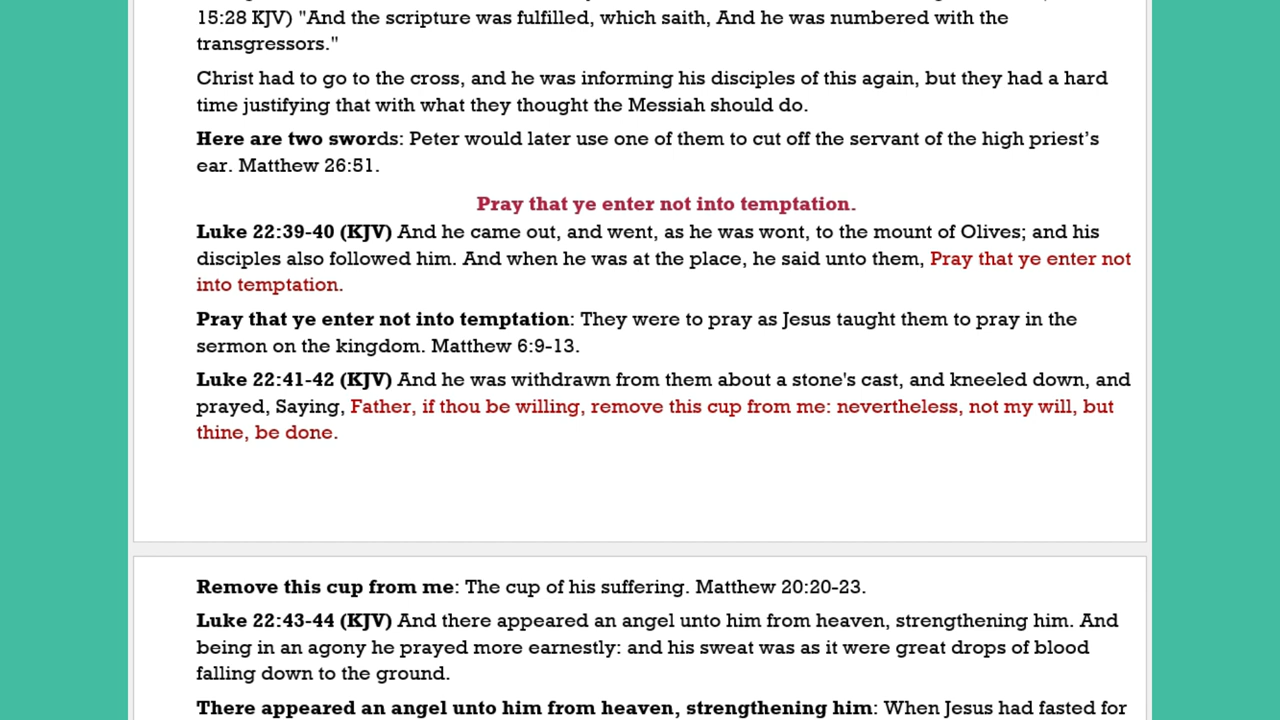 15:28 KJV) "And the scripture was fulfilled, which saith, And he was numbered with the
transgressors."
Christ had to go to the cross, and he was informing his disciples of this again, but they had a hard
time justifying that with what they thought the Messiah should do.
Here are two swords: Peter would later use one of them to cut off the servant of the high priest’s
ear. Matthew 26:51.
Pray that ye enter not into temptation.
Luke 22:39-40 (KJV) And he came out, and went, as he was wont, to the mount of Olives; and his
disciples also followed him. And when he was at the place, he said unto them, Pray that ye enter not
into temptation.
Pray that ye enter not into temptation: They were to pray as Jesus taught them to pray in the
sermon on the kingdom. Matthew 6:9-13.
Luke 22:41-42 (KJV) And he was withdrawn from them about a stone's cast, and kneeled down, and
prayed, Saying, Father, if thou be willing, remove this cup from me: nevertheless, not my will, but
thine, be done.
Remove this cup from me: The cup of his suffering. Matthew 20:20-23.
Luke 22:43-44 (KJV) And there appeared an angel unto him from heaven, strengthening him. And
being in an agony he prayed more earnestly: and his sweat was as it were great drops of blood
falling down to the ground.
There appeared an angel unto him from heaven, strengthening him: When Jesus had fasted for